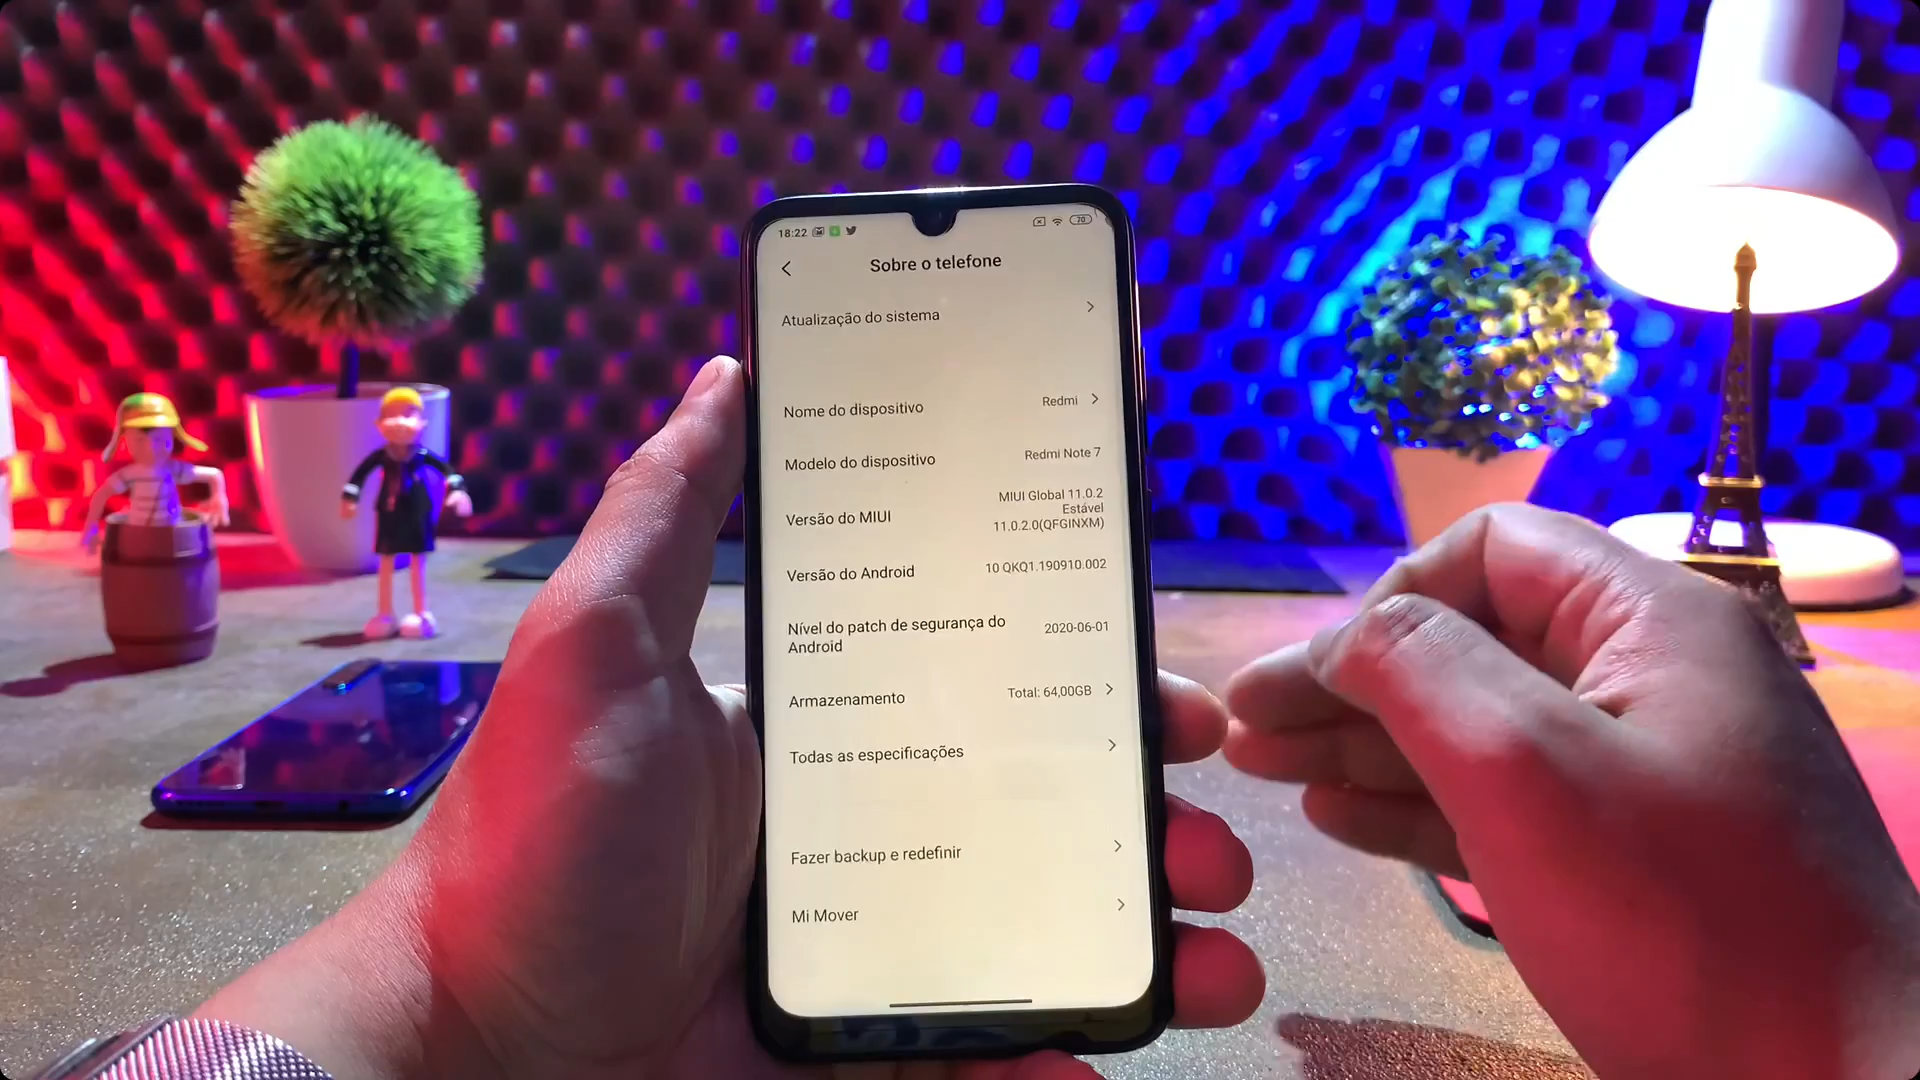 18:22
70
Sobre o telefone
Atualização do sistema
Nome do dispositivo
Redmi
Modelo do dispositivo
Redmi Note 7
Versão do MIUI
MIUI Global 11.0.2
Estável
11.0.2.0(QFGINXM)
Versão do Android
10 QKQ1.190910.002
Nível do patch de segurança do
Android
2020-06-01
Armazenamento
Total: 64,00GB
Todas as especificações
Fazer backup e redefinir
Mi Mover